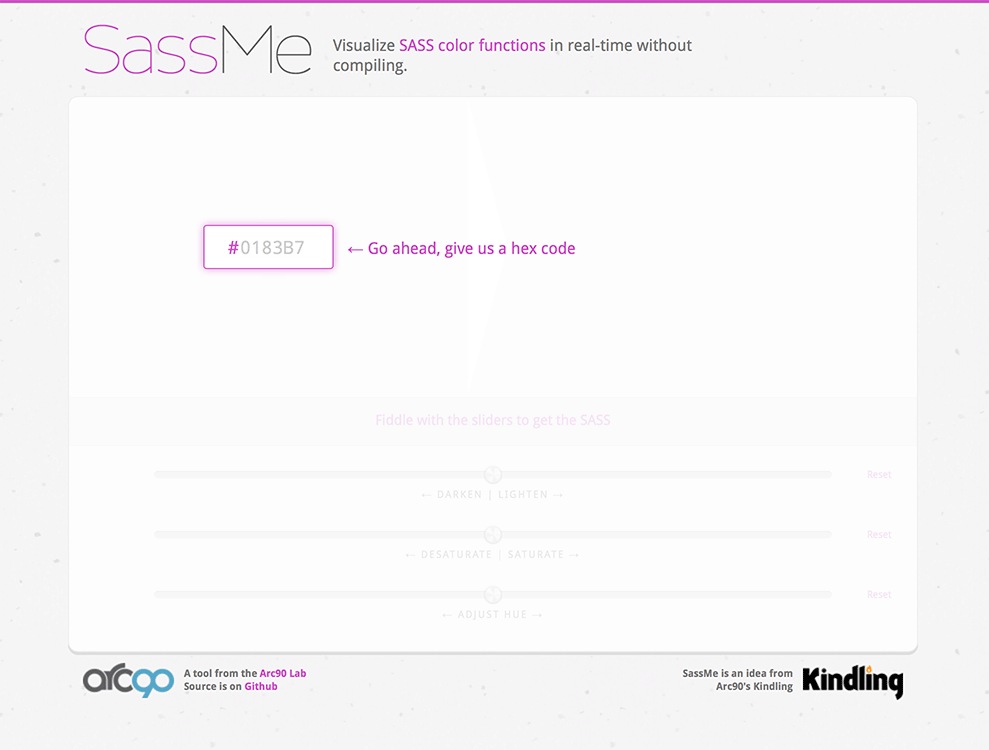 SassMe
Visualize SASS color functions in real-time without
compiling.
#0183B7
← Go ahead, give us a hex code
Fiddle with the sliders to get the SASS
Reset
← DARKEN | LIGHTEN →
Reset
← DESATURATE | SATURATE →
Reset
← ADJUST HUE →
arc90
A tool from the Arc90 Lab
Source is on Github
SassMe is an idea from
Arc90's Kindling
Kindling